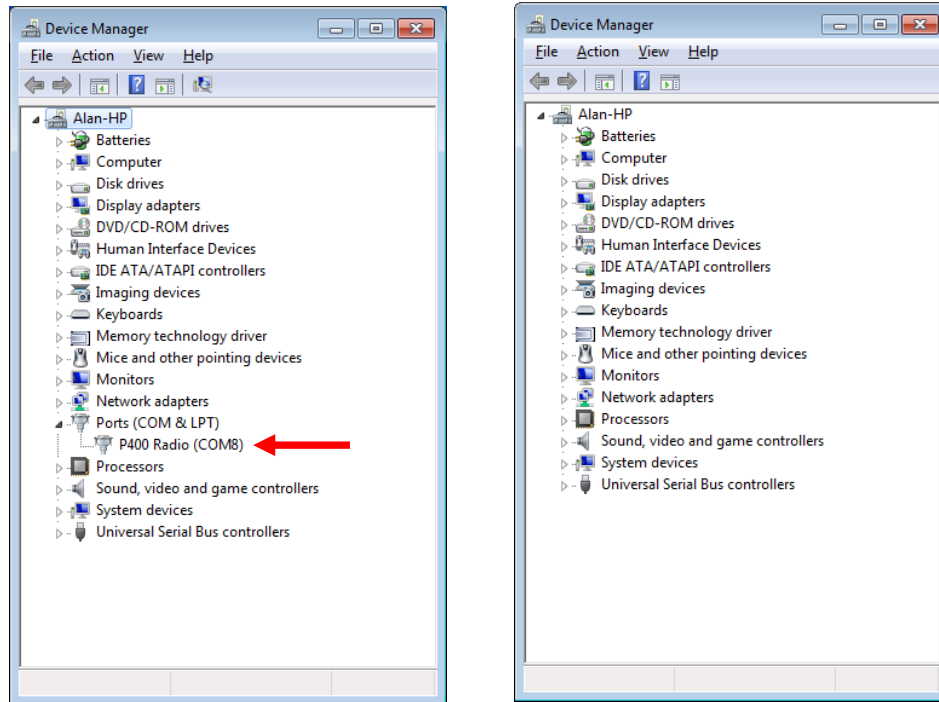 Device Manager
File Action View Help
Alan-HP
Batteries
Computer
Disk drives
Display adapters
DVD/CD-ROM drives
Human Interface Devices
IDE ATA/ATAPI controllers
Imaging devices
Keyboards
Memory technology driver
Mice and other pointing devices
Monitors
Network adapters
Ports (COM & LPT)
P400 Radio (COM8)
Processors
Sound, video and game controllers
System devices
Universal Serial Bus controllers
Device Manager
File Action View Help
Alan-HP
Batteries
Computer
Disk drives
Display adapters
DVD/CD-ROM drives
Human Interface Devices
IDE ATA/ATAPI controllers
Imaging devices
Keyboards
Memory technology driver
Mice and other pointing devices
Monitors
Network adapters
Processors
Sound, video and game controllers
System devices
Universal Serial Bus controllers